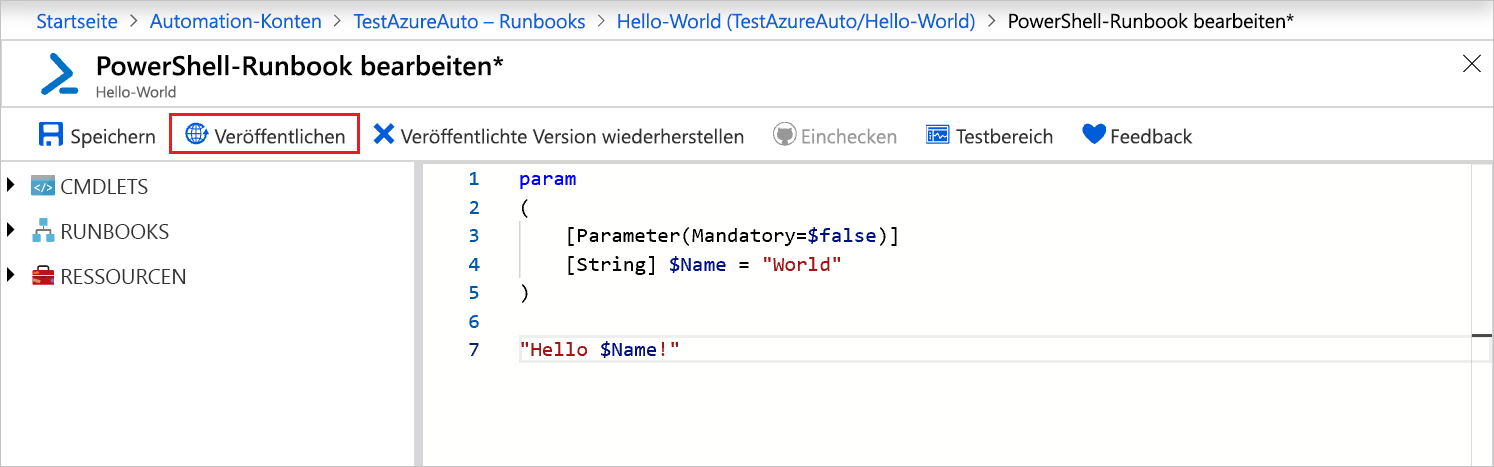 Startseite > Automation-Konten > TestAzureAuto – Runbooks > Hello-World (TestAzureAuto/Hello-World) > PowerShell-Runbook bearbeiten*
PowerShell-Runbook bearbeiten*
Hello-World
Speichern Veröffentlichen Veröffentlichte Version wiederherstellen Einchecken Testbereich Feedback
CMDLETS
RUNBOOKS
RESSOURCEN
1 param
2 (
3     [Parameter(Mandatory=$false)]
4     [String] $Name = "World"
5 )
6
7 "Hello $Name!"